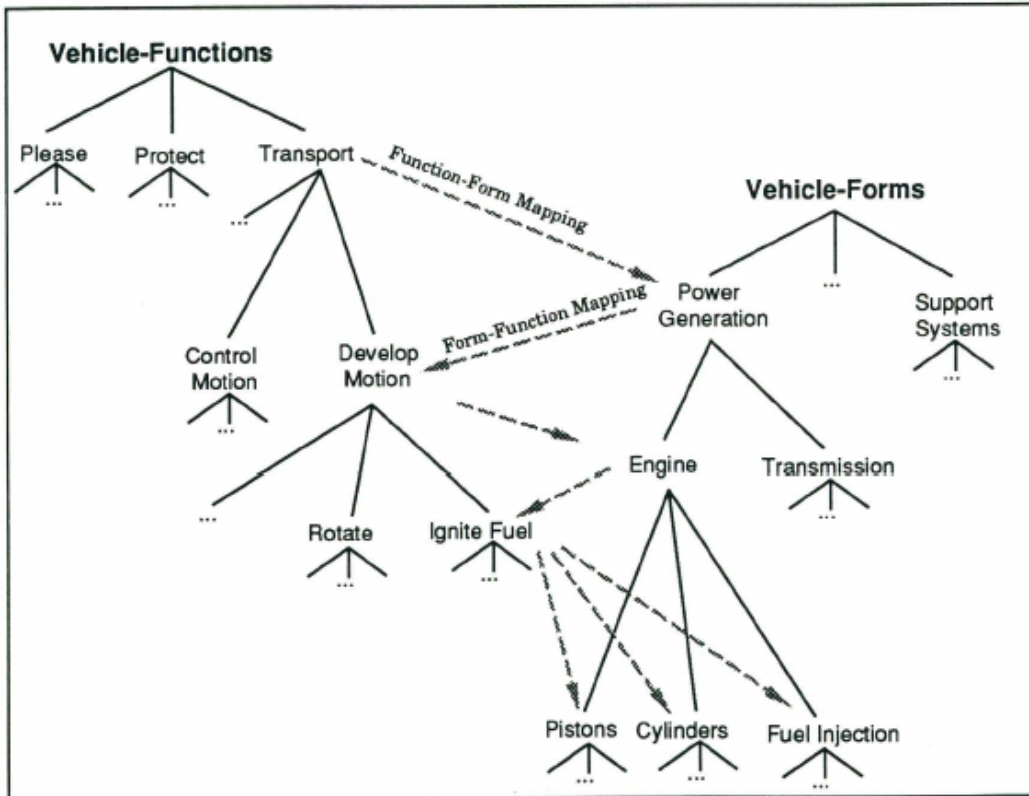 Vehicle-Functions
Please
Protect
Transport
...
...
...
Function-Form Mapping
Vehicle-Forms
...
Power
Generation
Support
Systems
...
Form-Function Mapping
Control
Motion
...
Develop
Motion
Engine
Transmission
...
...
Rotate
...
Ignite Fuel
...
Pistons
...
Cylinders
...
Fuel Injection
...